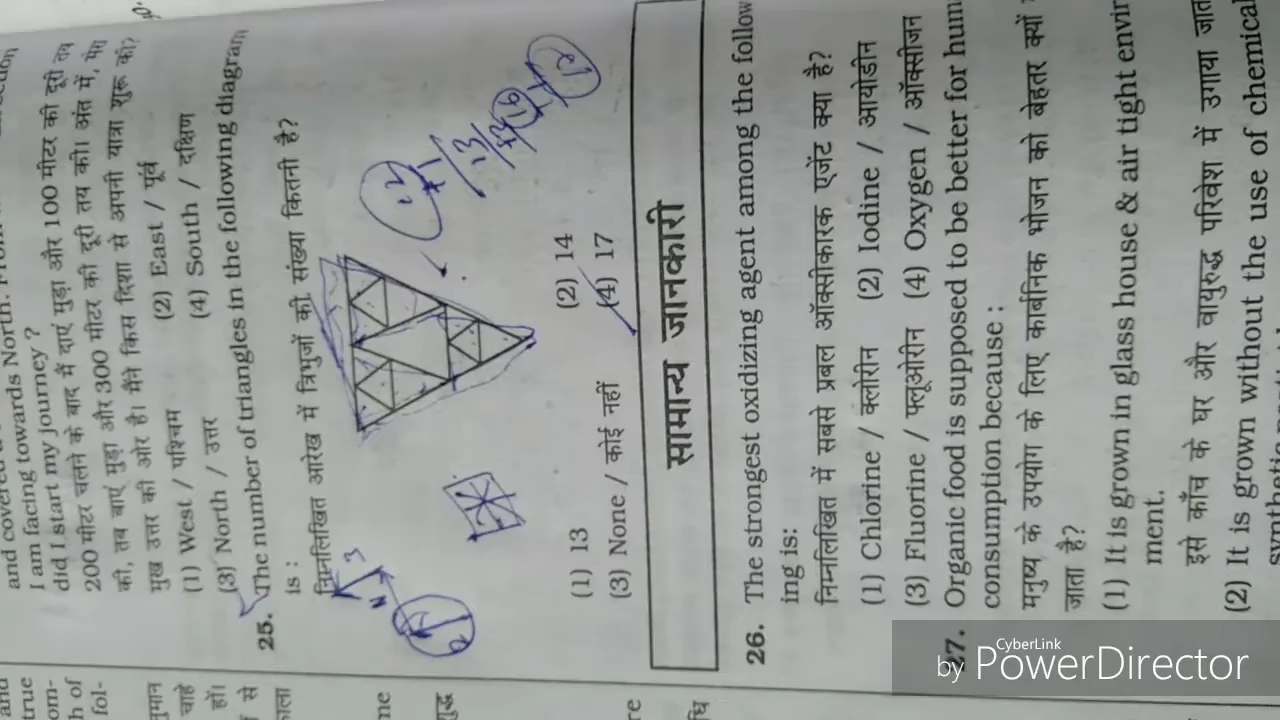 and covered
I am facing towards North.
did I start my journey ?
200 मीटर चलने के बाद मैं दाएं मुड़ा और 100 मीटर की दूरी तय
की, तब बाएं मुड़ा और 300 मीटर की दूरी तय की। अंत में, मेरा
मुख उत्तर की ओर है। मैंने किस दिशा से अपनी यात्रा शुरू की?
(1) West / पश्चिम (2) East / पूर्व
(3) North / उत्तर (4) South / दक्षिण
25. The number of triangles in the following diagram
is :
निम्नलिखित आरेख में त्रिभुजों की संख्या कितनी है?
(1) 13 (2) 14
(3) None / कोई नहीं (4) 17
सामान्य जानकारी
26. The strongest oxidizing agent among the follow
ing is:
निम्नलिखित में सबसे प्रबल ऑक्सीकारक एजेंट क्या है?
(1) Chlorine / क्लोरीन (2) Iodine / आयोडीन
(3) Fluorine / फ्लूओरीन (4) Oxygen / ऑक्सीजन
27. Organic food is supposed to be better for hum
consumption because :
मनुष्य के उपयोग के लिए कार्बनिक भोजन को बेहतर क्यों
जाता है?
(1) It is grown in glass house & air tight envir
ment.
इसे काँच के घर और वायुरुद्ध परिवेश में उगाया जात
(2) It is grown without the use of chemical
CyberLink
by PowerDirector